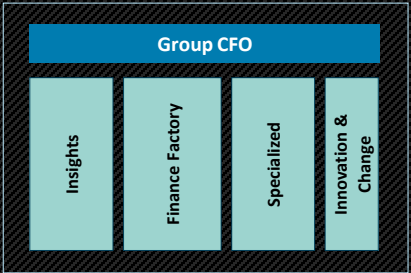 Group CFO
Insights
Finance Factory
Specialized
Innovation &
Change